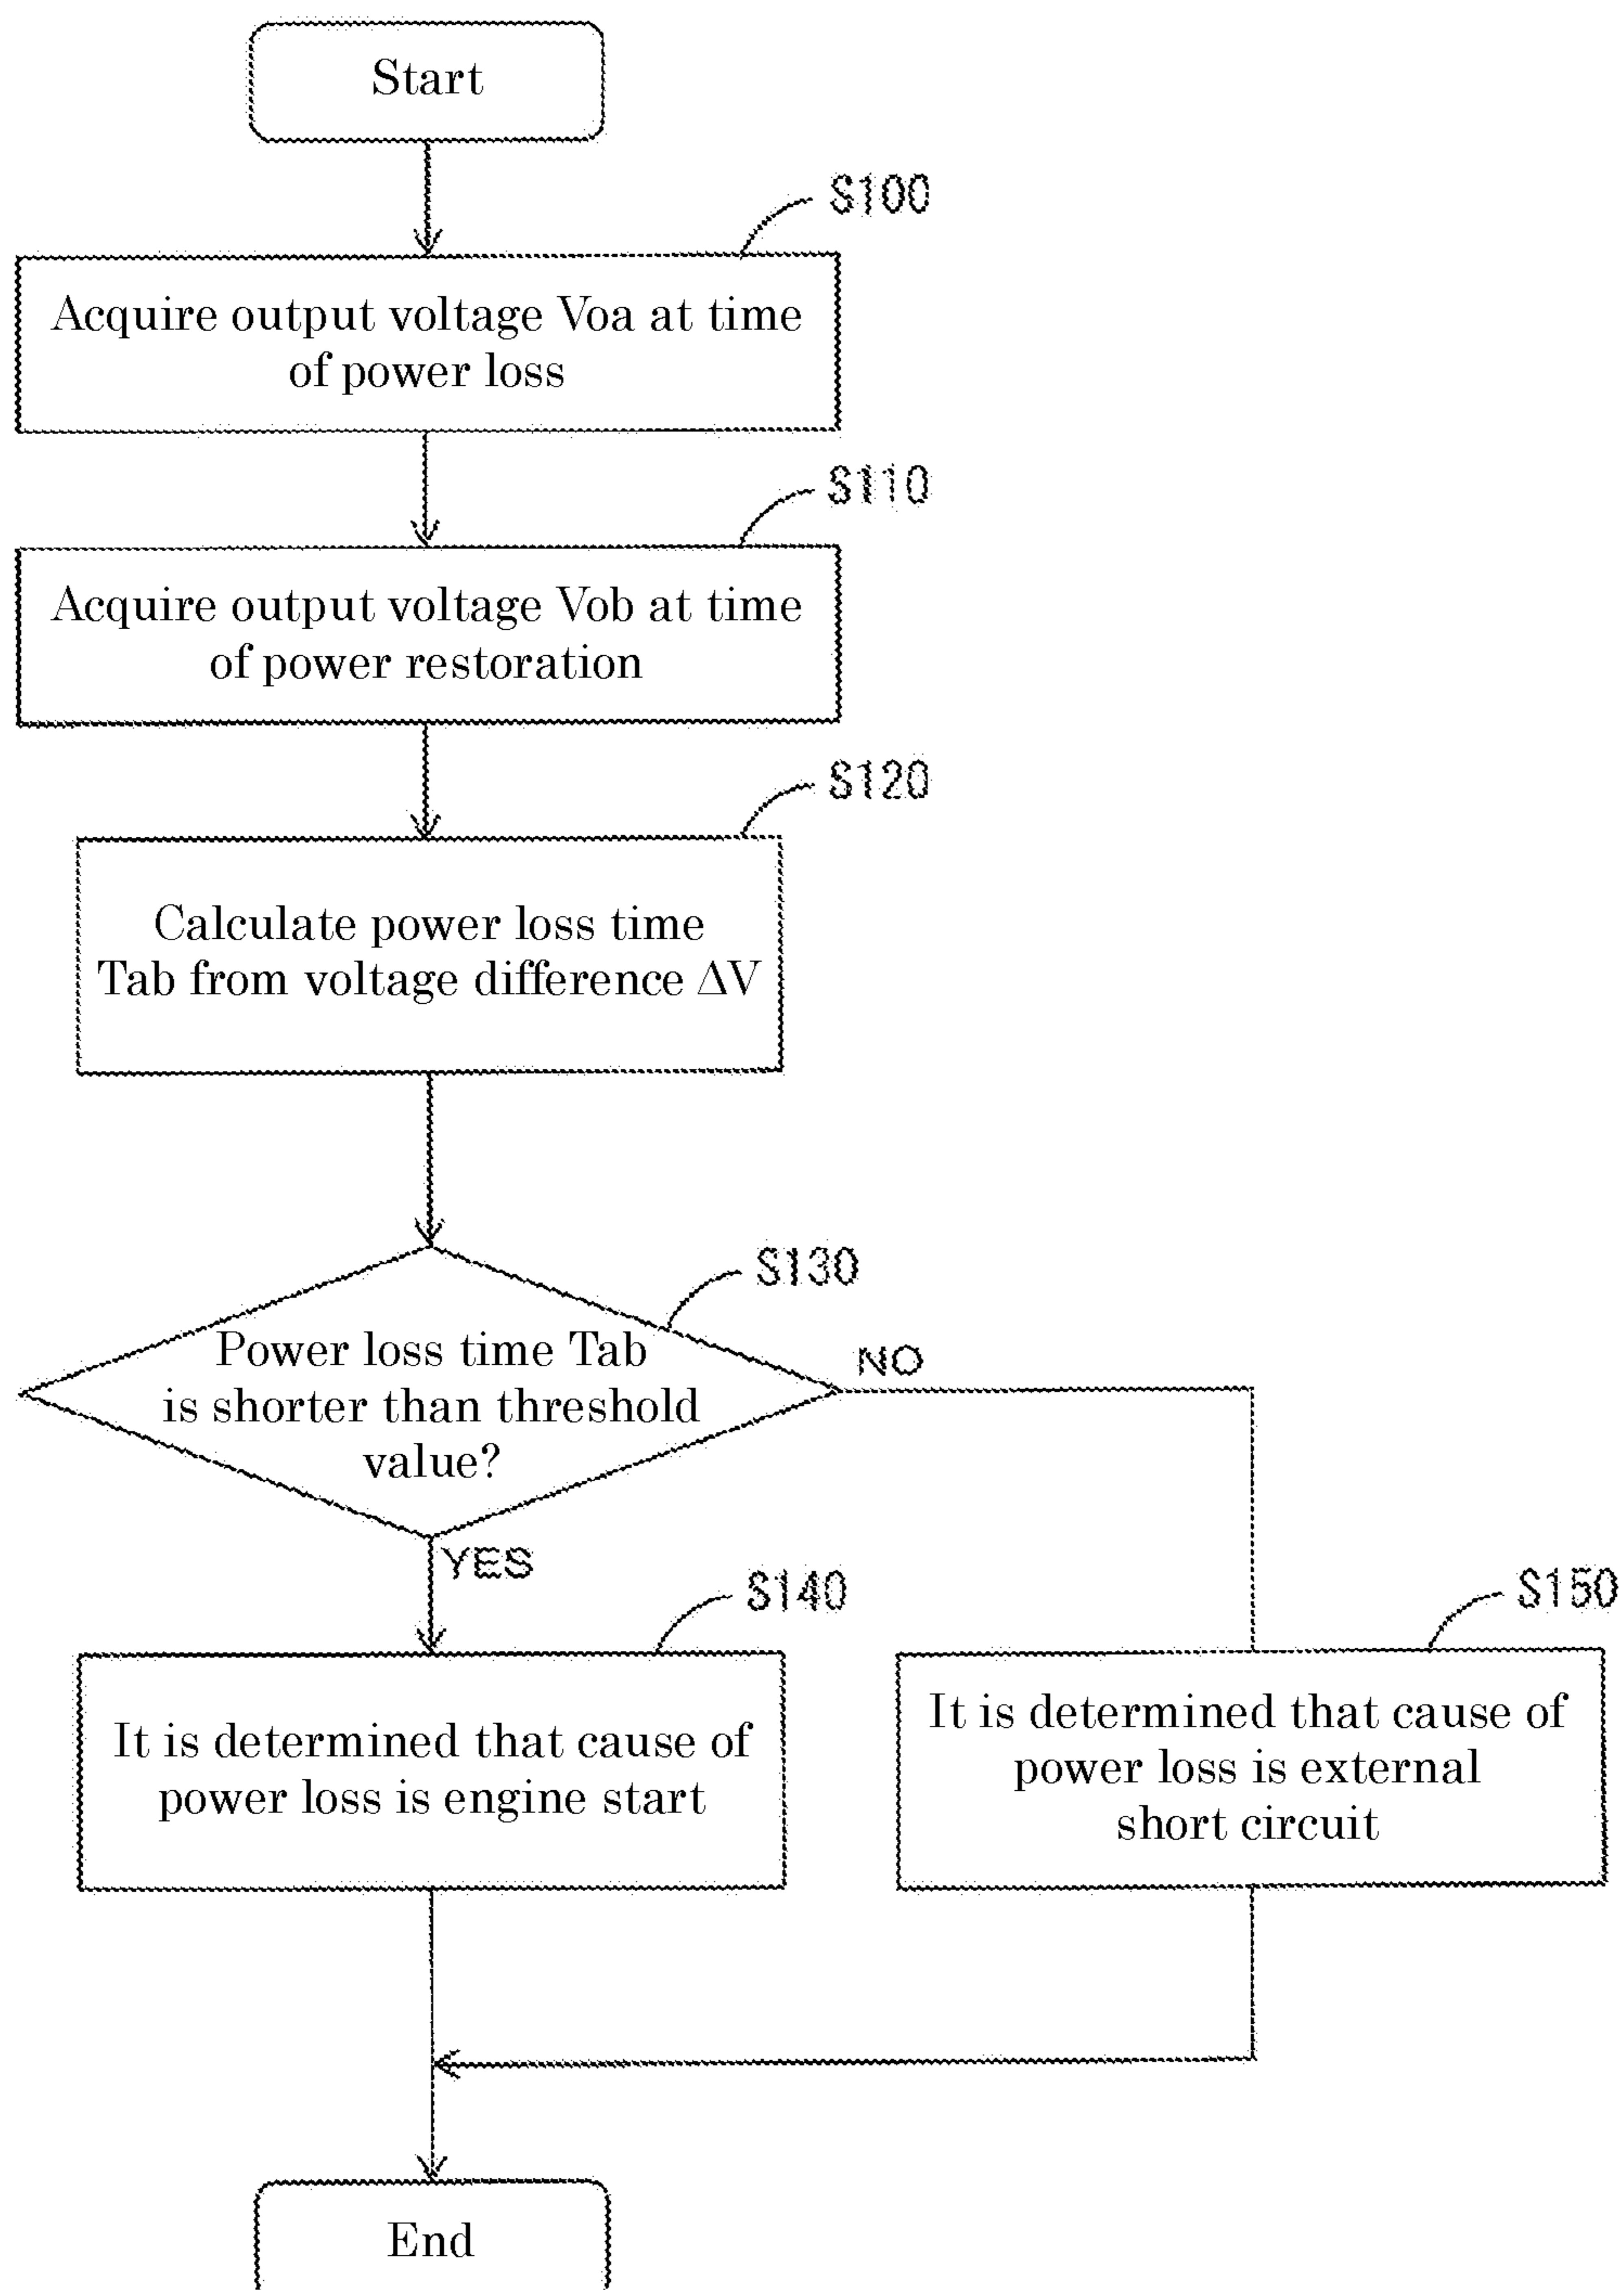 Start
S100
Acquire output voltage Voa at time
of power loss
S110
Acquire output voltage Vob at time
of power restoration
S120
Calculate power loss time
Tab from voltage difference ΔV
S130
Power loss time Tab
is shorter than threshold
value?
NO
YES
S140
It is determined that cause of
power loss is engine start
S150
It is determined that cause of
power loss is external
short circuit
End